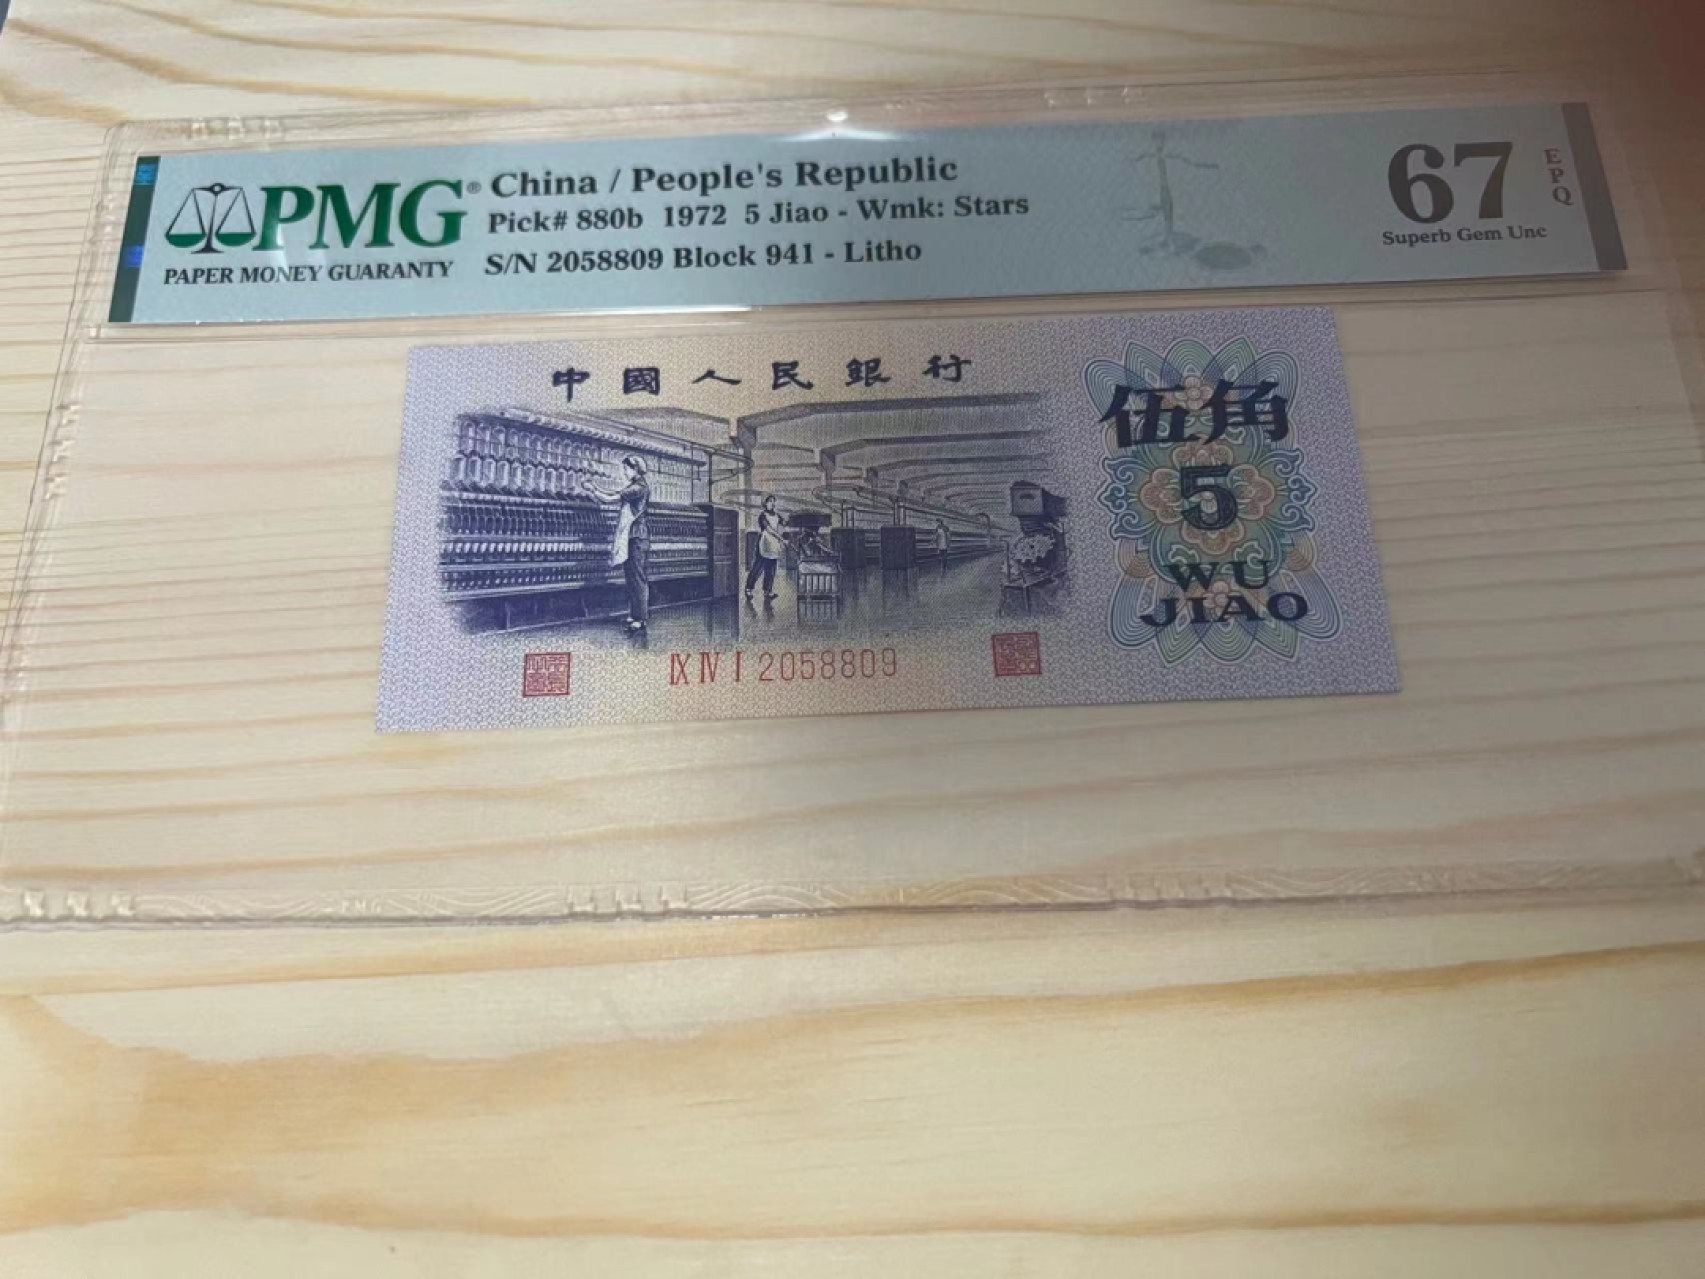 PMG® China / People's Republic
Pick# 880b 1972 5 Jiao - Wmk: Stars
PAPER MONEY GUARANTY S/N 2058809 Block 941 - Litho
67 EPQ
Superb Gem Unc
中國人民銀行
伍角
5
WU
JIAO
IX IV I 2058809